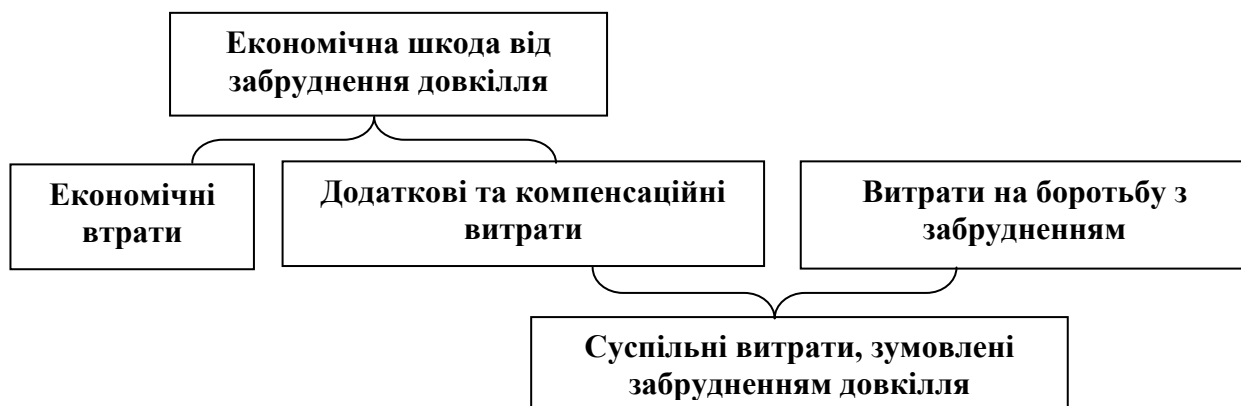 Економічна шкода від
забруднення довкілля
Економічні
втрати
Додаткові та компенсаційні
витрати
Витрати на боротьбу з
забрудненням
Суспільні витрати, зумовлені
забрудненням довкілля